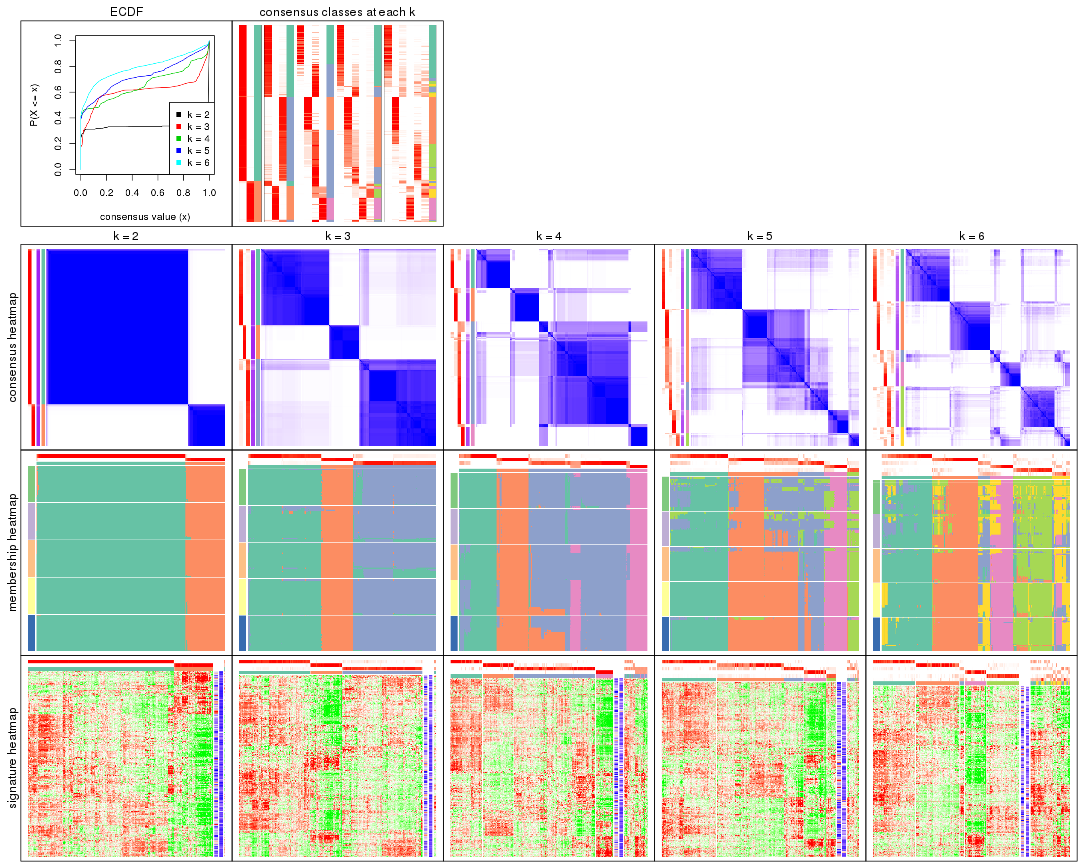 ECDF
consensus classes at each k
P(X <= x)
0.0 0.2 0.4 0.6 0.8 1.0
k = 2
k = 3
k = 4
k = 5
k = 6
0.0 0.2 0.4 0.6 0.8 1.0
consensus value (x)
k = 2
k = 3
k = 4
k = 5
k = 6
consensus heatmap
membership heatmap
signature heatmap